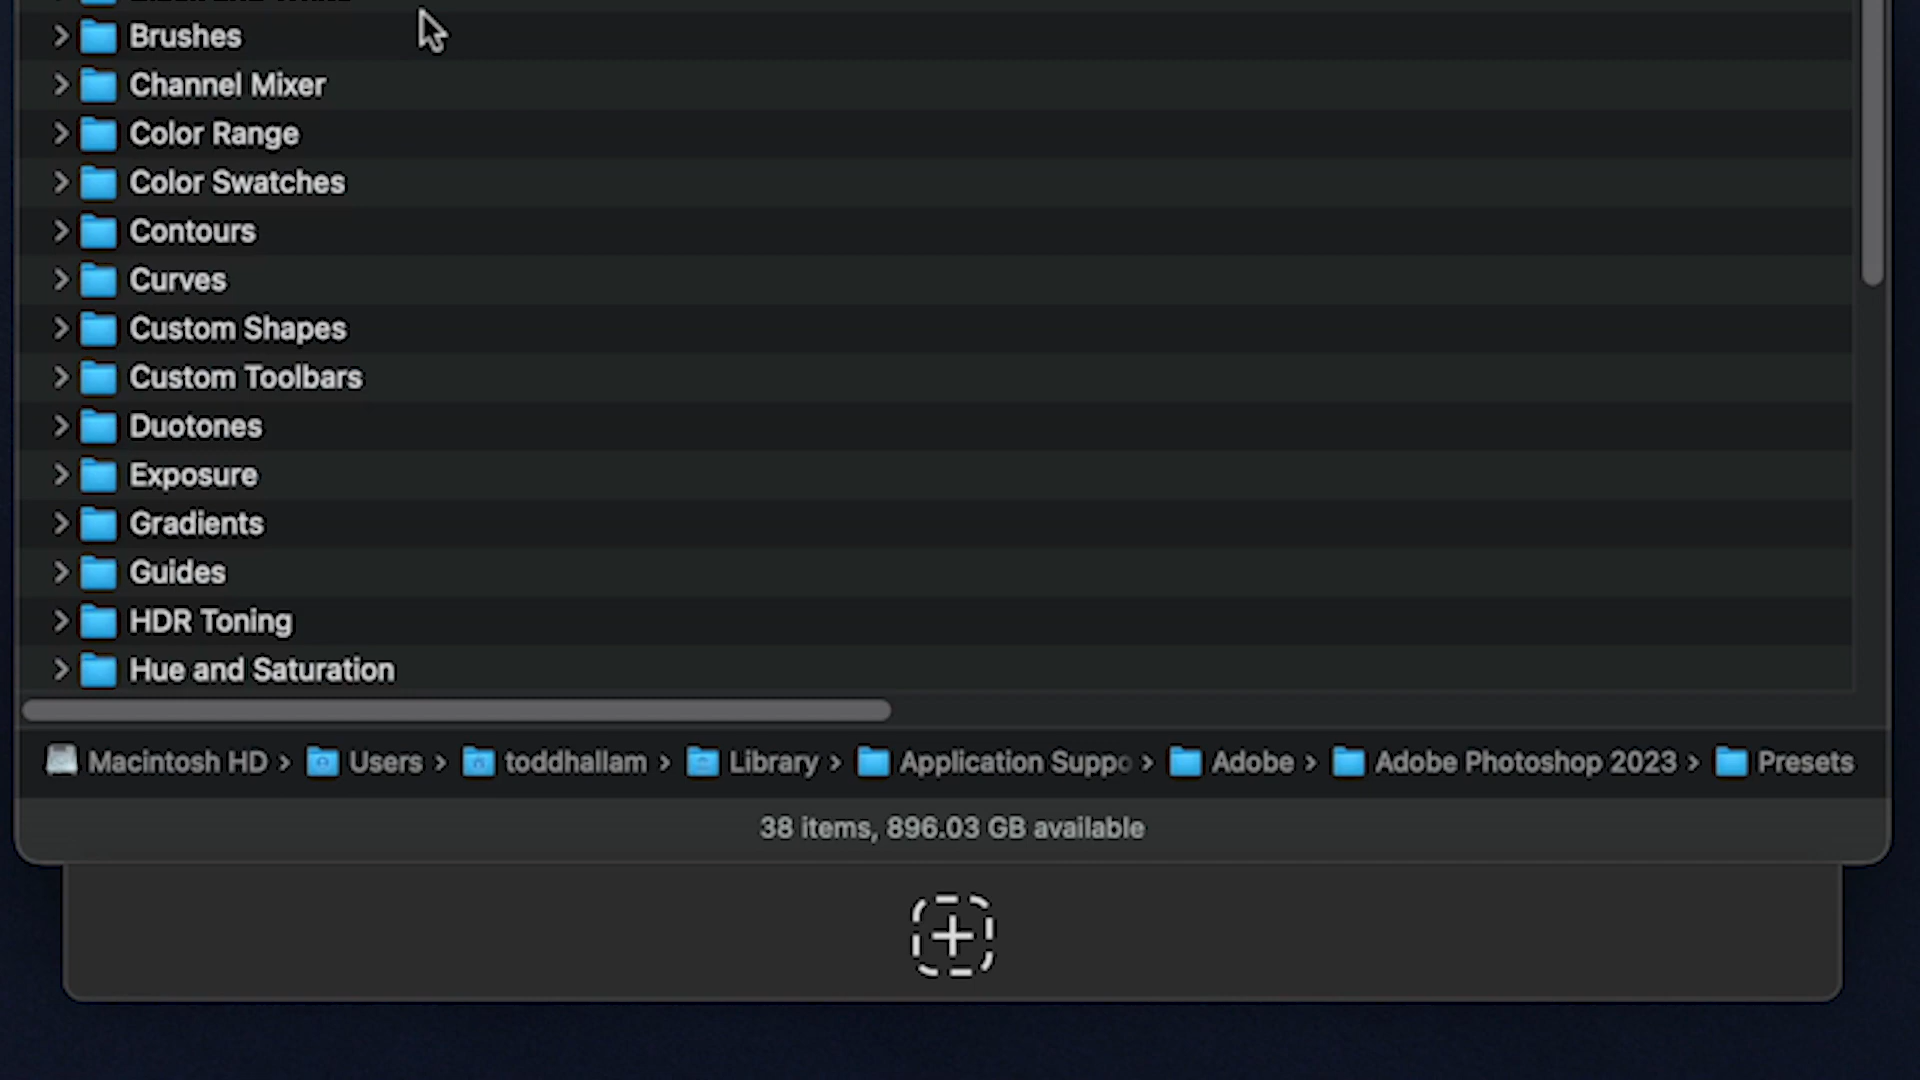 Brushes
Channel Mixer
Color Range
Color Swatches
Contours
Curves
Custom Shapes
Custom Toolbars
Duotones
Exposure
Gradients
Guides
HDR Toning
Hue and Saturation
Macintosh HD › Users › toddhallam › Library › Application Suppo › Adobe › Adobe Photoshop 2023 › Presets
38 items, 896.03 GB available